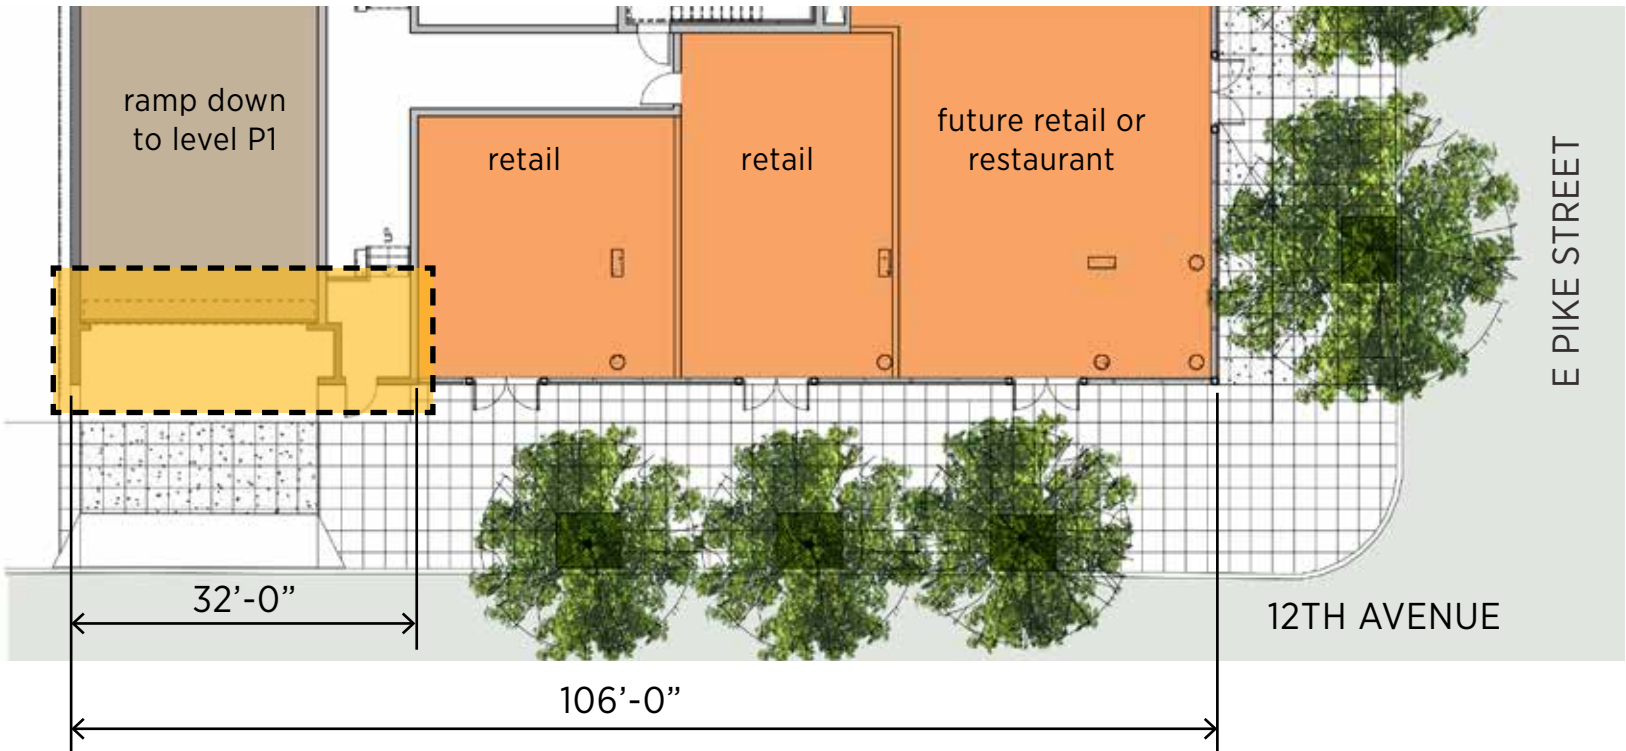 ramp down
to level P1
retail
retail
future retail or
restaurant
E PIKE STREET
UP
32’-0”
12TH AVENUE
106’-0”